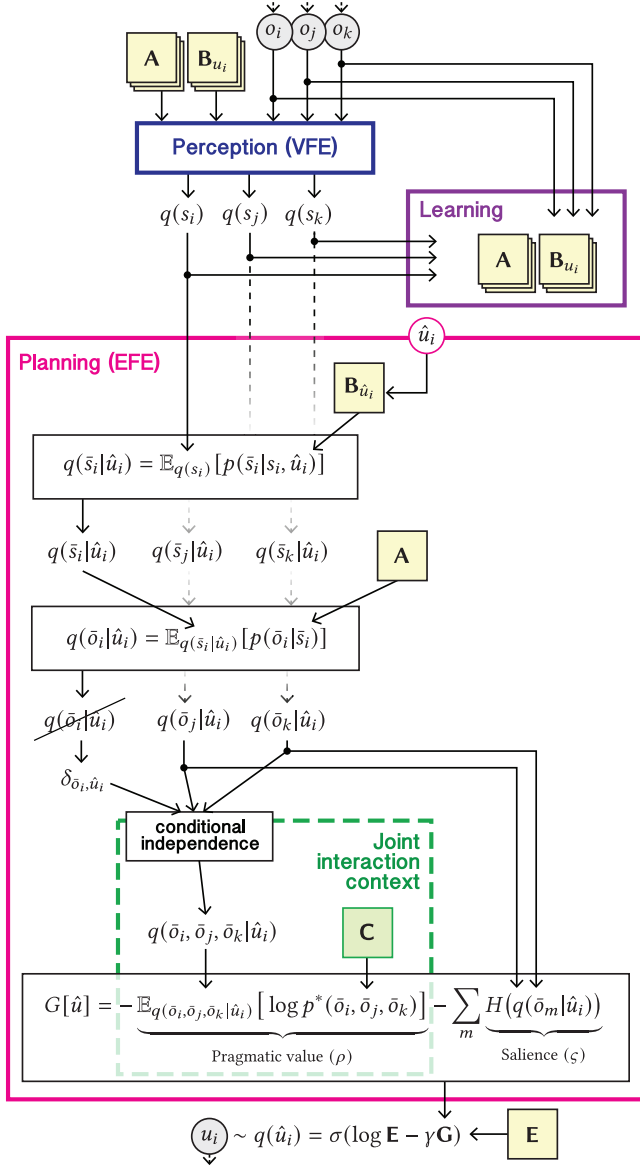 o_i o_j o_k
A B_{u_i}
Perception (VFE)
q(s_i) q(s_j) q(s_k)
Learning
A B_{u_i}
û_i
Planning (EFE)
B_{û_i}
q(s̄_i|û_i) = 𝔼_{q(s_i)}[p(s̄_i|s_i, û_i)]
q(s̄_i|û_i) q(s̄_j|û_i) q(s̄_k|û_i)
A
q(ō_i|û_i) = 𝔼_{q(s̄_i|û_i)}[p(ō_i|s̄_i)]
q(ō_i|û_i) q(ō_j|û_i) q(ō_k|û_i)
δ_{ō_i,û_i}
conditional
independence
Joint
interaction
context
q(ō_i, ō_j, ō_k|û_i)
C
G[û] = − 𝔼_{q(ō_i,ō_j,ō_k|û_i)}[log p*(ō_i, ō_j, ō_k)] − ∑_m H(q(ō_m|û_i))
Pragmatic value (ρ) Salience (ς)
u_i ∼ q(û_i) = σ(log E − γG) E